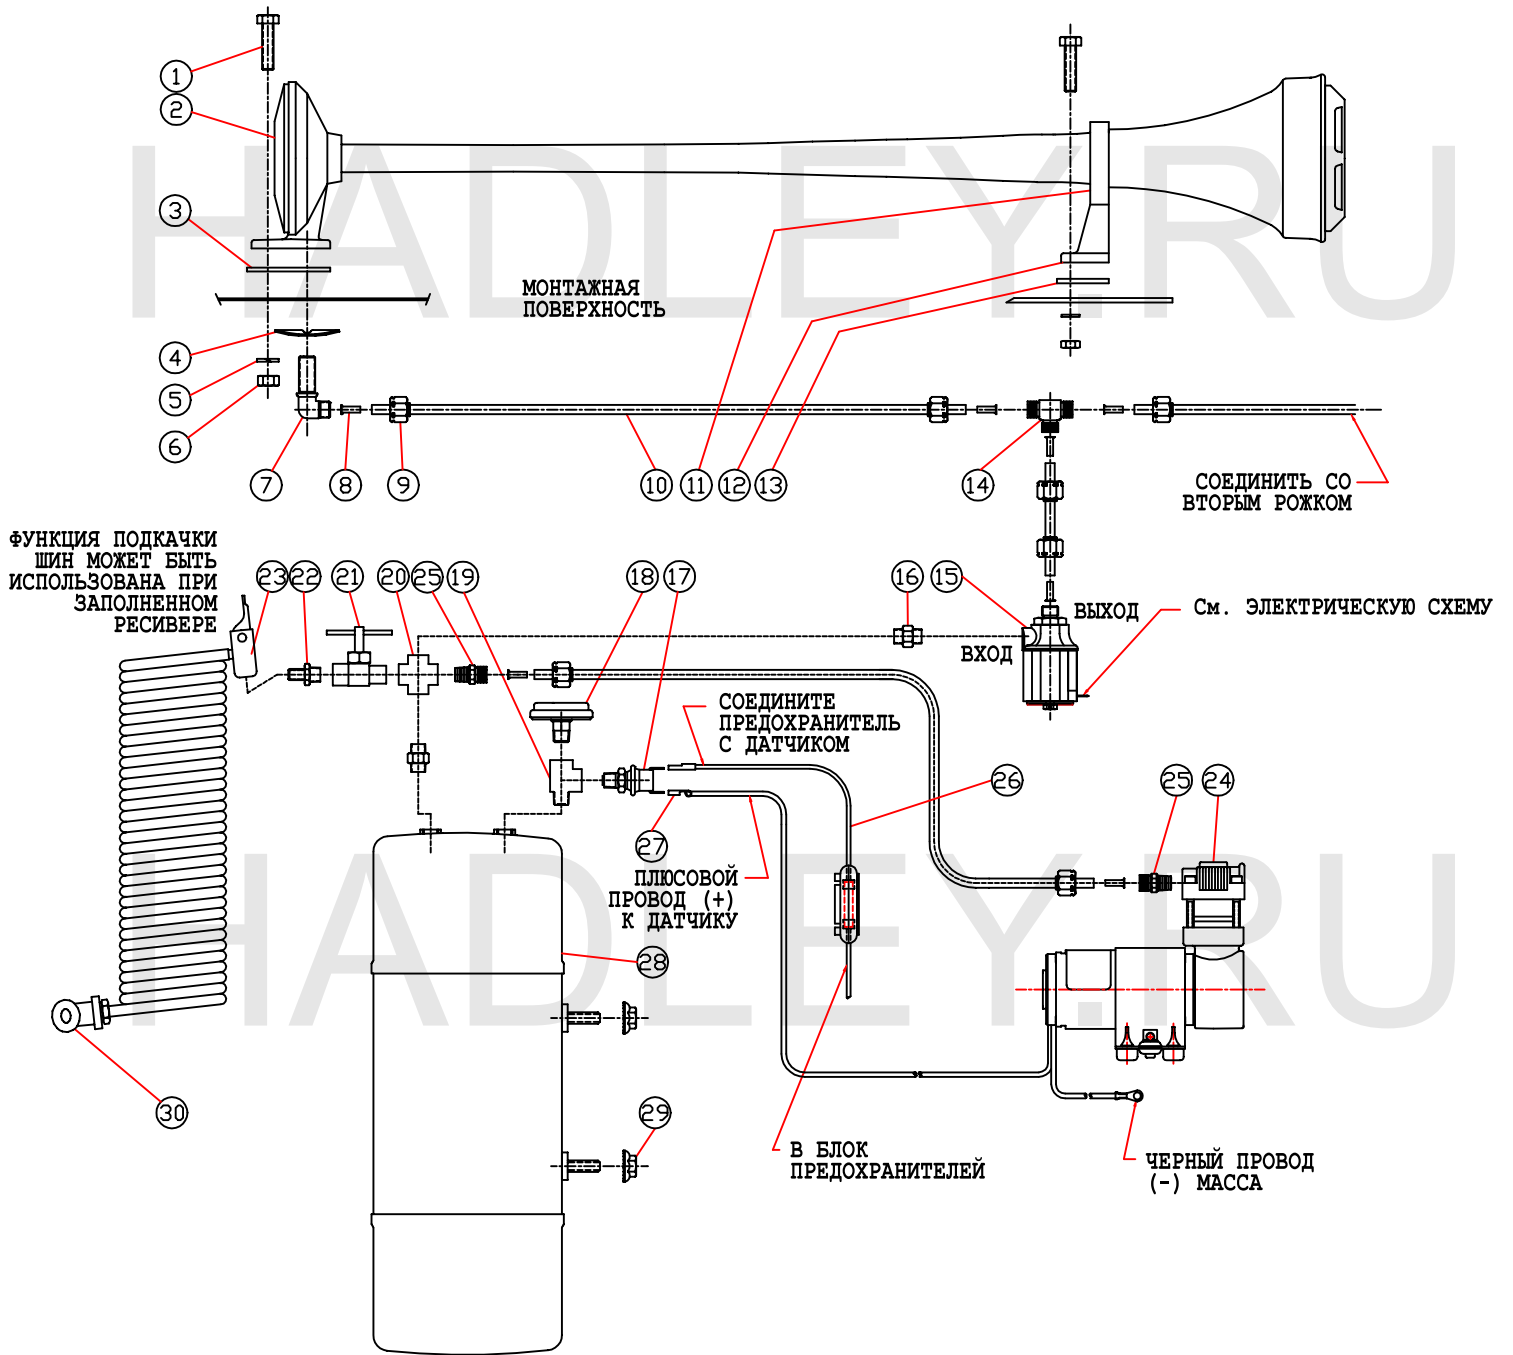 1
2
HADLEY.RU
3
МОНТАЖНАЯ
ПОВЕРХНОСТЬ
4
5
6
7
8
9
10
11
12
13
14
СОЕДИНИТЬ СО
ВТОРЫМ РОЖКОМ
ФУНКЦИЯ ПОДКАЧКИ
ШИН МОЖЕТ БЫТЬ
ИСПОЛЬЗОВАНА ПРИ
ЗАПОЛНЕННОМ
РЕСИВЕРЕ
23
22
21
20
25
19
18
17
16
15
ВЫХОД
См. ЭЛЕКТРИЧЕСКУЮ СХЕМУ
ВХОД
СОЕДИНИТЕ
ПРЕДОХРАНИТЕЛЬ
С ДАТЧИКОМ
26
25
24
27
ПЛЮСОВОЙ
ПРОВОД (+)
К ДАТЧИКУ
HADLEY.RU
28
30
29
В БЛОК
ПРЕДОХРАНИТЕЛЕЙ
ЧЕРНЫЙ ПРОВОД
(-) МАССА